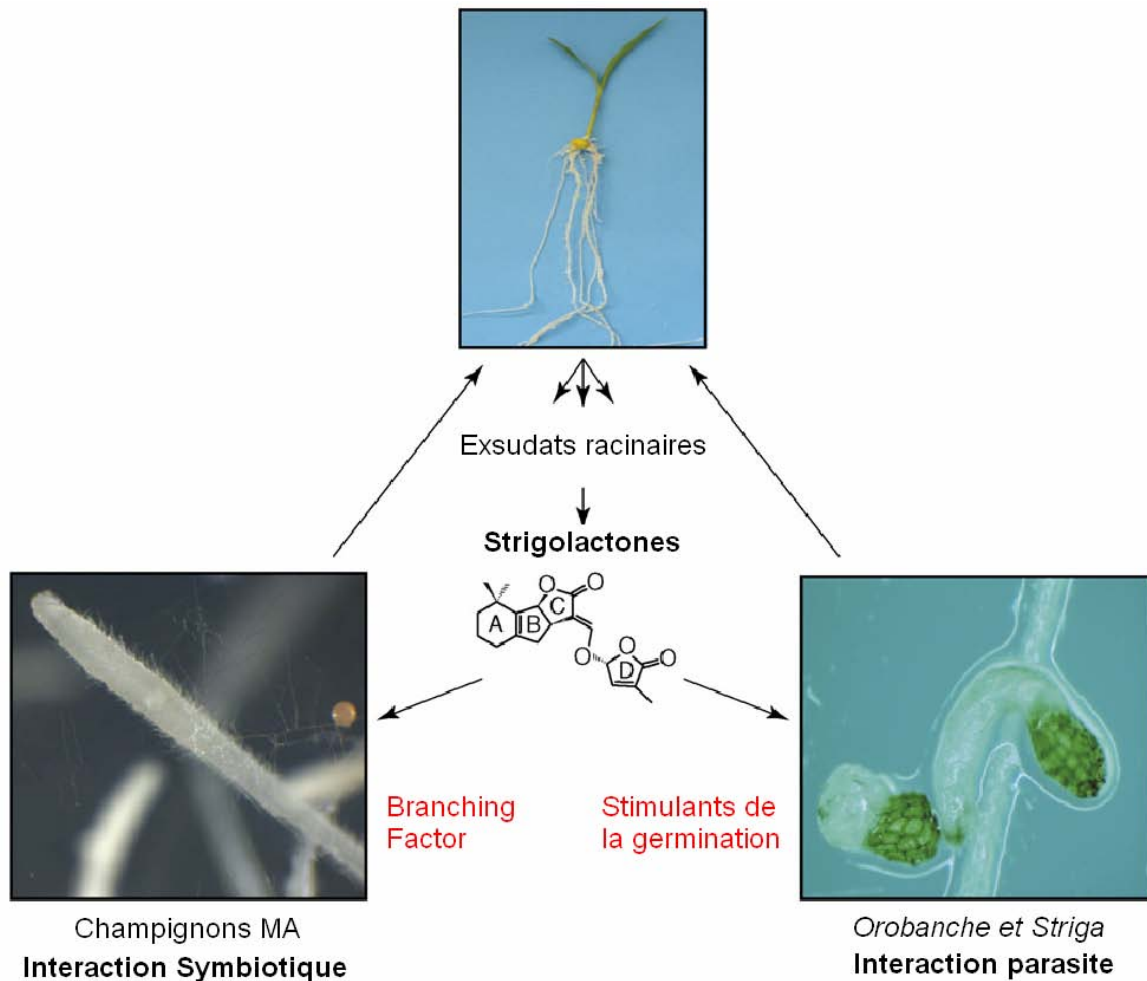 Exsudats racinaires
Strigolactones
O
O
C
A
B
O
O
D
O
Branching
Factor
Stimulants de
la germination
Champignons MA
Interaction Symbiotique
Orobanche et Striga
Interaction parasite